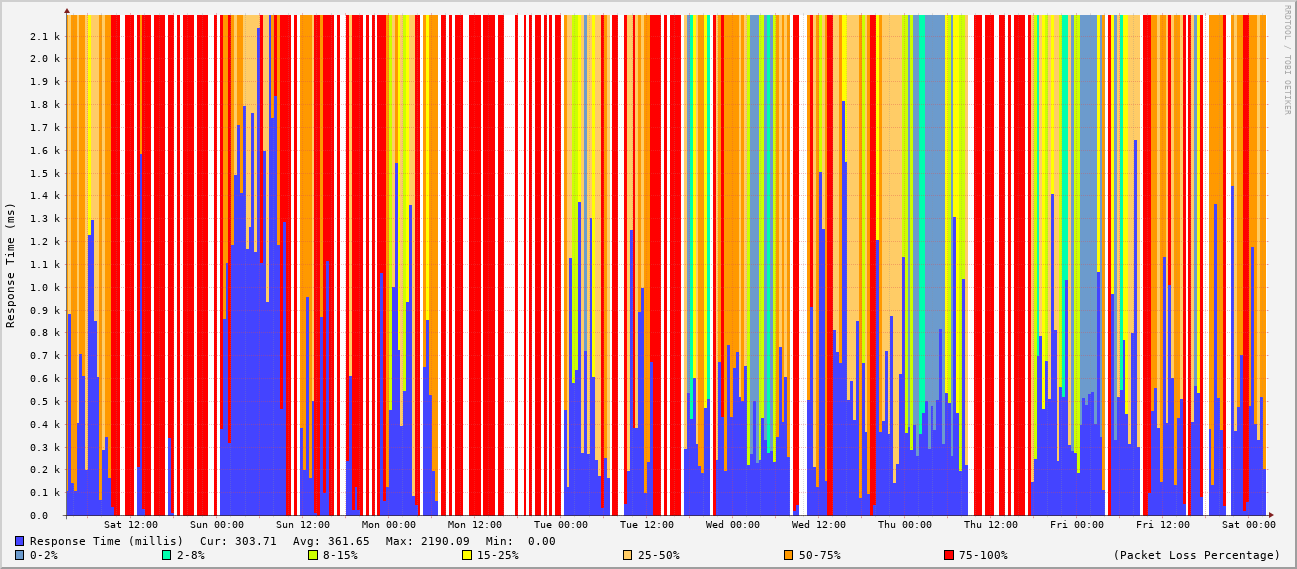 RRDTOOL / TOBI OETIKER
Response Time (ms)
2.1 k
2.0 k
1.9 k
1.8 k
1.7 k
1.6 k
1.5 k
1.4 k
1.3 k
1.2 k
1.1 k
1.0 k
0.9 k
0.8 k
0.7 k
0.6 k
0.5 k
0.4 k
0.3 k
0.2 k
0.1 k
0.0
Sat 12:00 Sun 00:00 Sun 12:00 Mon 00:00 Mon 12:00 Tue 00:00 Tue 12:00 Wed 00:00 Wed 12:00 Thu 00:00 Thu 12:00 Fri 00:00 Fri 12:00 Sat 00:00
Response Time (millis) Cur: 303.71 Avg: 361.65 Max: 2190.09 Min: 0.00
0-2% 2-8% 8-15% 15-25% 25-50% 50-75% 75-100% (Packet Loss Percentage)